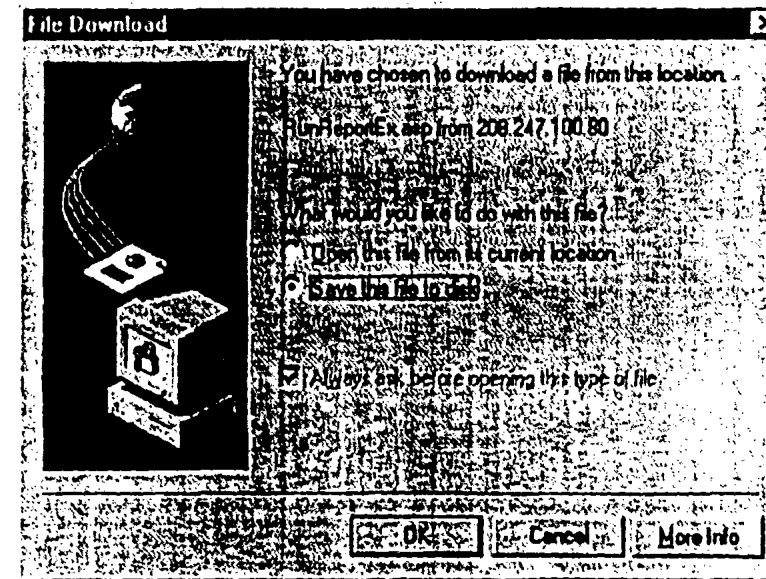 File Download
You have chosen to download a file from this location.
RunReportEx.asp from 208.247.100.80
What would you like to do with this file?
Open this file from its current location
Save this file to disk
Always ask before opening this type of file
OK Cancel More Info